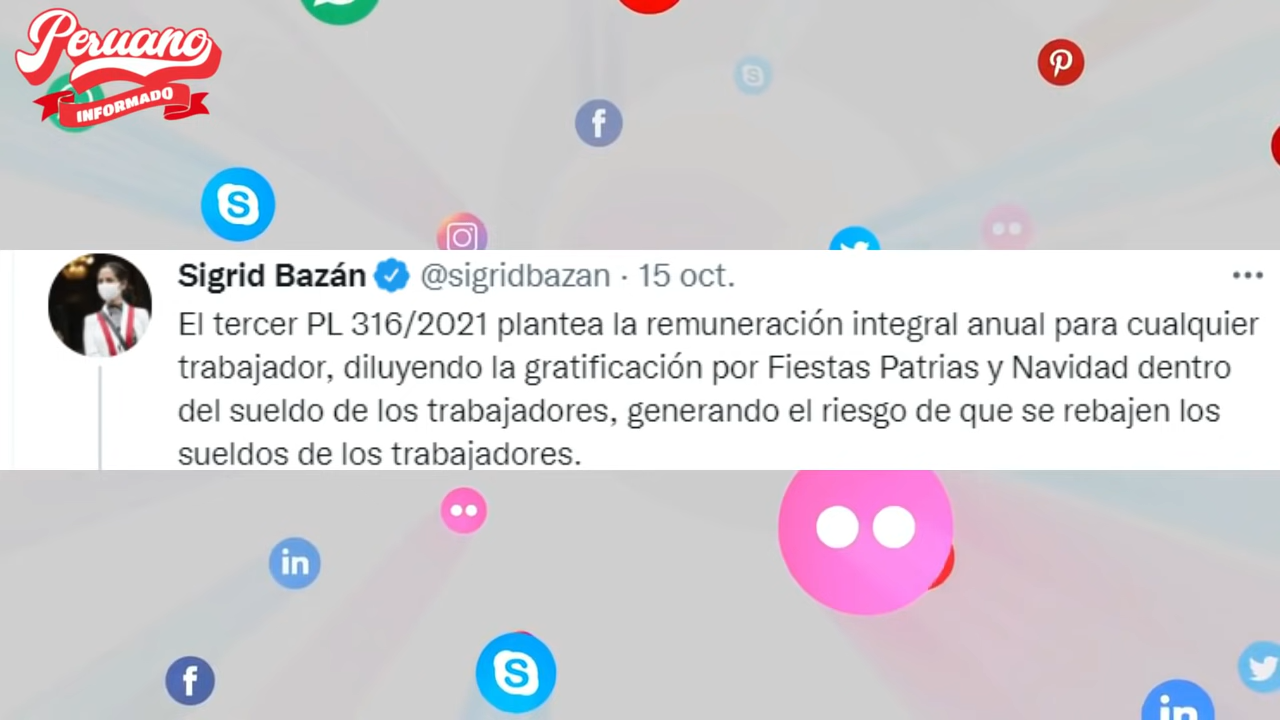 Peruano
INFORMADO
Sigrid Bazán @sigridbazan · 15 oct.
El tercer PL 316/2021 plantea la remuneración integral anual para cualquier
trabajador, diluyendo la gratificación por Fiestas Patrias y Navidad dentro
del sueldo de los trabajadores, generando el riesgo de que se rebajen los
sueldos de los trabajadores.